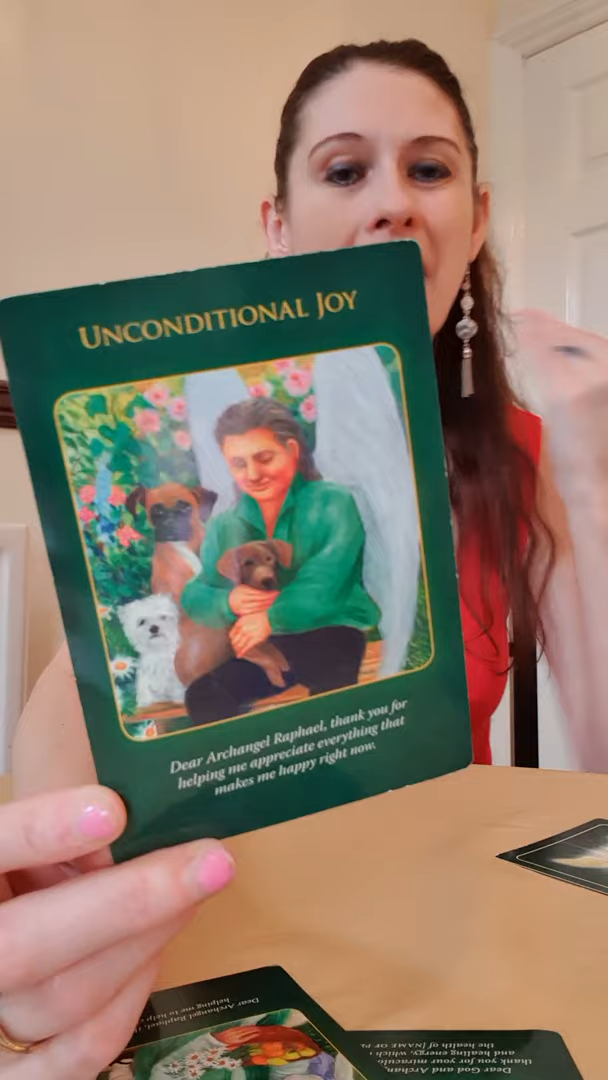 UNCONDITIONAL JOY
Dear Archangel Raphael, thank you for
helping me appreciate everything that
makes me happy right now.
Dear Archangel Raphael,
helping me to help
Dear God and
thank you for your
and healing energy, which
the health of [NAME OF